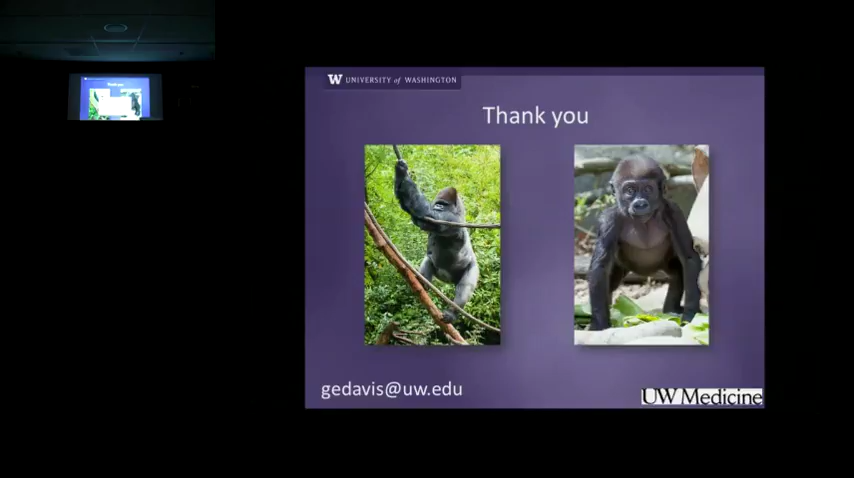 W UNIVERSITY of WASHINGTON
Thank you
gedavis@uw.edu
UW Medicine